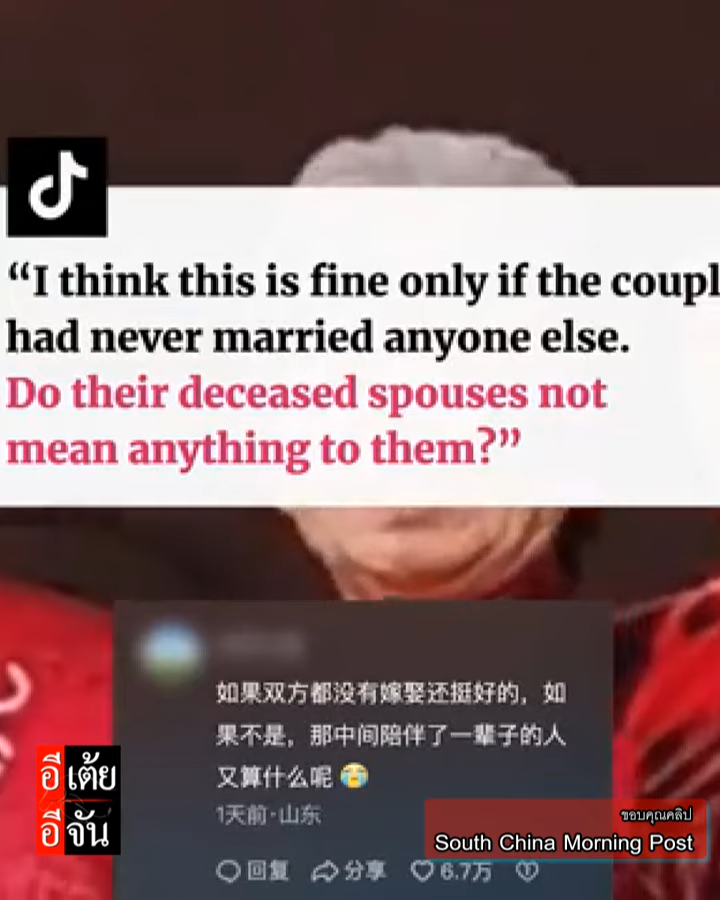 “I think this is fine only if the coupl
had never married anyone else.
Do their deceased spouses not
mean anything to them?”
如果双方都没有嫁娶还挺好的，如
果不是，那中间陪伴了一辈子的人
又算什么呢 😭
1天前·山东
回复 分享 6.7万
อีเต้ย
อีจัน
ขอบคุณคลิป
South China Morning Post